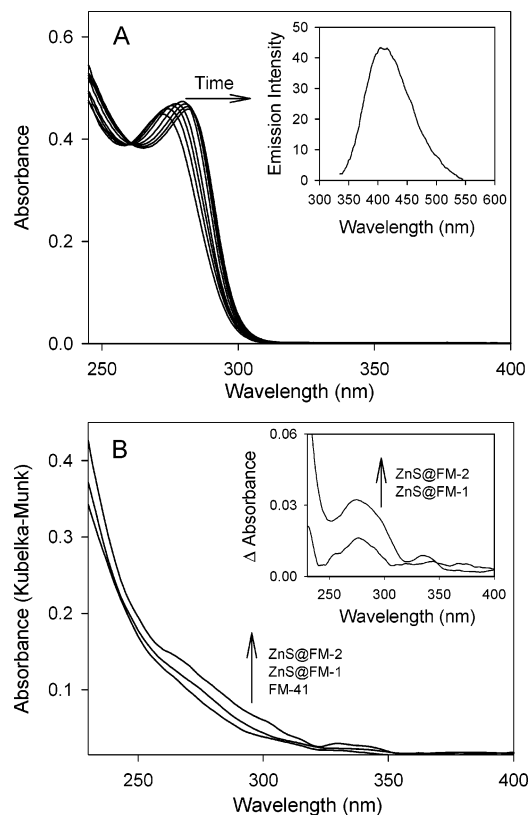 A
Time
0.6
0.4
0.2
0.0
Absorbance
250 300 350 400
Wavelength (nm)
50
40
30
20
10
0
Emission Intensity
300 350 400 450 500 550 600
Wavelength (nm)
B
0.4
0.3
0.2
0.1
Absorbance (Kubelka-Munk)
ZnS@FM-2
ZnS@FM-1
FM-41
250 300 350 400
Wavelength (nm)
0.06
0.03
0.00
Δ Absorbance
ZnS@FM-2
ZnS@FM-1
250 300 350 400
Wavelength (nm)